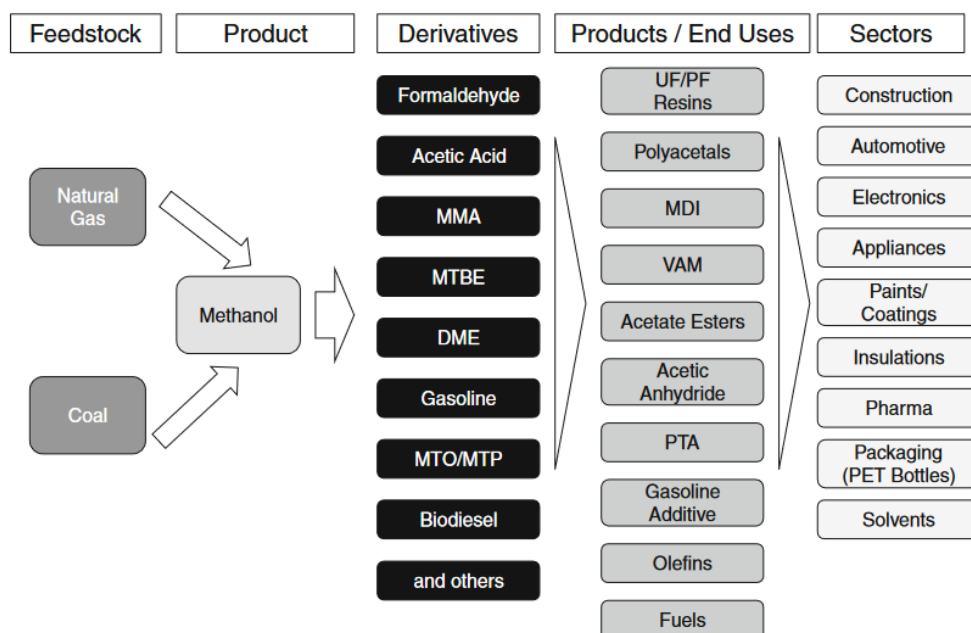 Feedstock
Product
Derivatives
Products / End Uses
Sectors
Natural
Gas
Coal
Methanol
Formaldehyde
Acetic Acid
MMA
MTBE
DME
Gasoline
MTO/MTP
Biodiesel
and others
UF/PF
Resins
Polyacetals
MDI
VAM
Acetate Esters
Acetic
Anhydride
PTA
Gasoline
Additive
Olefins
Fuels
Construction
Automotive
Electronics
Appliances
Paints/
Coatings
Insulations
Pharma
Packaging
(PET Bottles)
Solvents